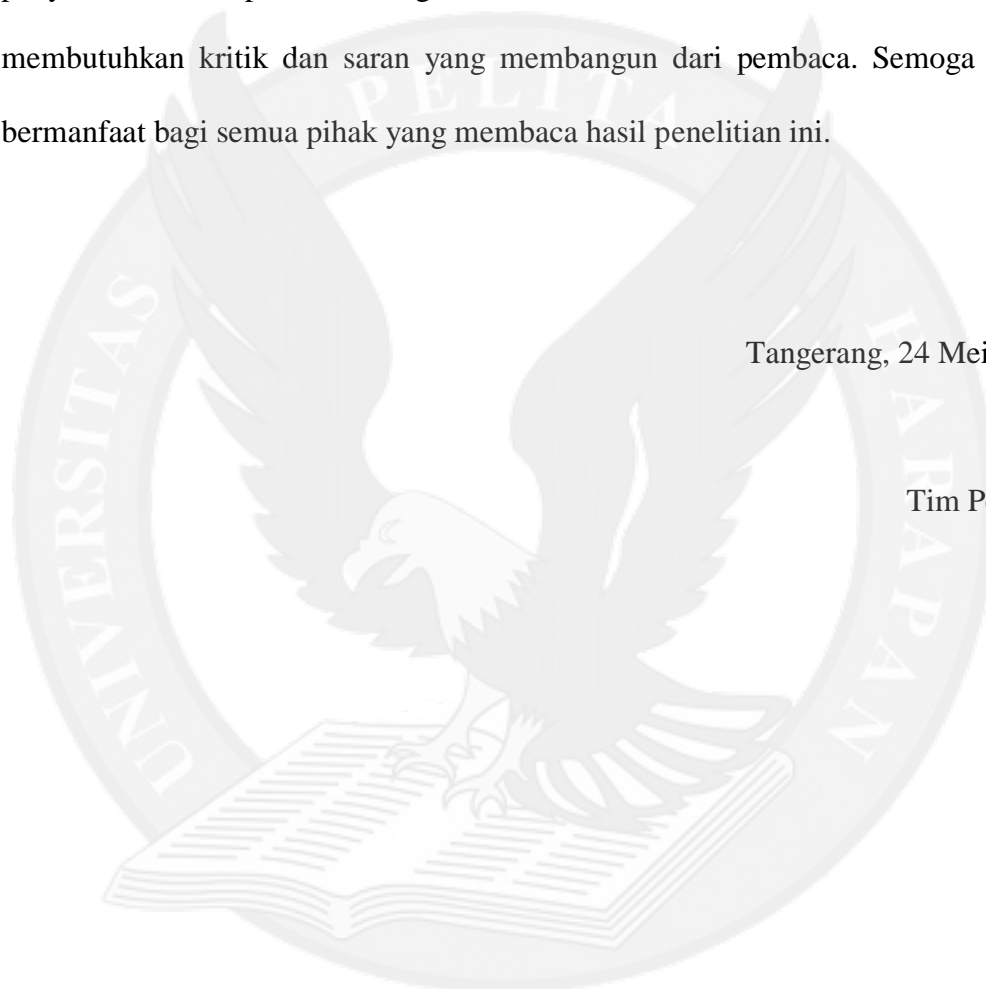 membutuhkan kritik dan saran yang membangun dari pembaca. Semoga
bermanfaat bagi semua pihak yang membaca hasil penelitian ini.
PELITA
UNIVERSITAS
HARAPAN
Tangerang, 24 Mei
Tim